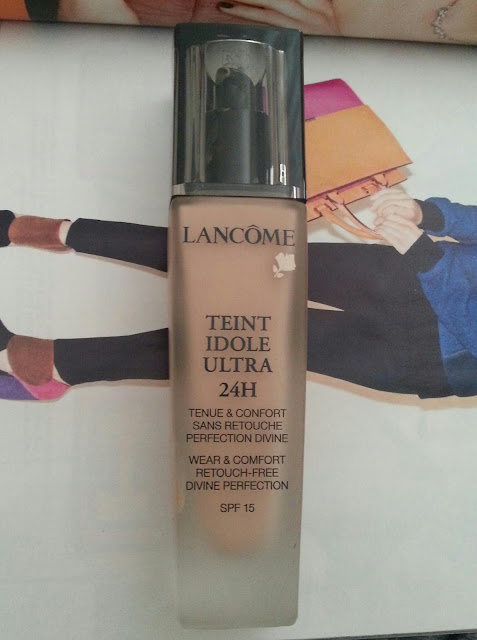 LANCÔME
TEINT
IDOLE
ULTRA
24H
TENUE & CONFORT
SANS RETOUCHE
PERFECTION DIVINE
WEAR & COMFORT
RETOUCH-FREE
DIVINE PERFECTION
SPF 15